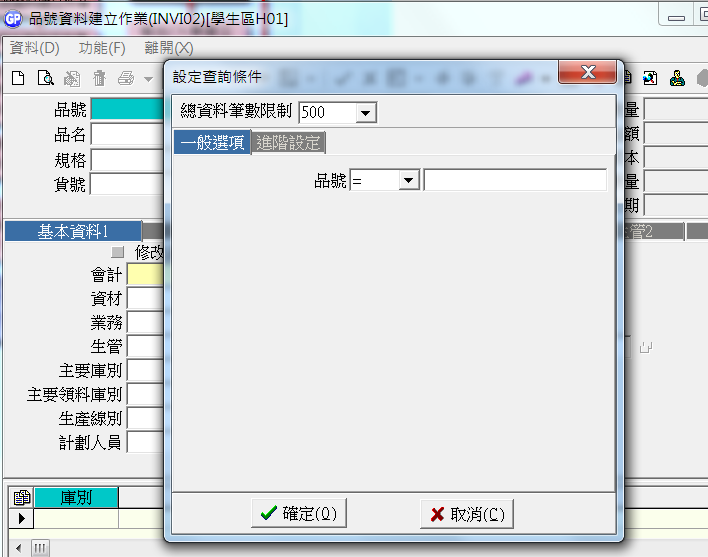 品號資料建立作業(INVI02)[學生區H01]
資料(D) 功能(F) 離開(X)
設定查詢條件
總資料筆數限制 500
一般選項 進階設定
品號 =
確定(O)
取消(C)
品號
品名
規格
貨號
量
額
本
量
期
基本資料1
管2
修改
會計
資材
業務
生管
主要庫別
主要領料庫別
生產線別
計劃人員
庫別